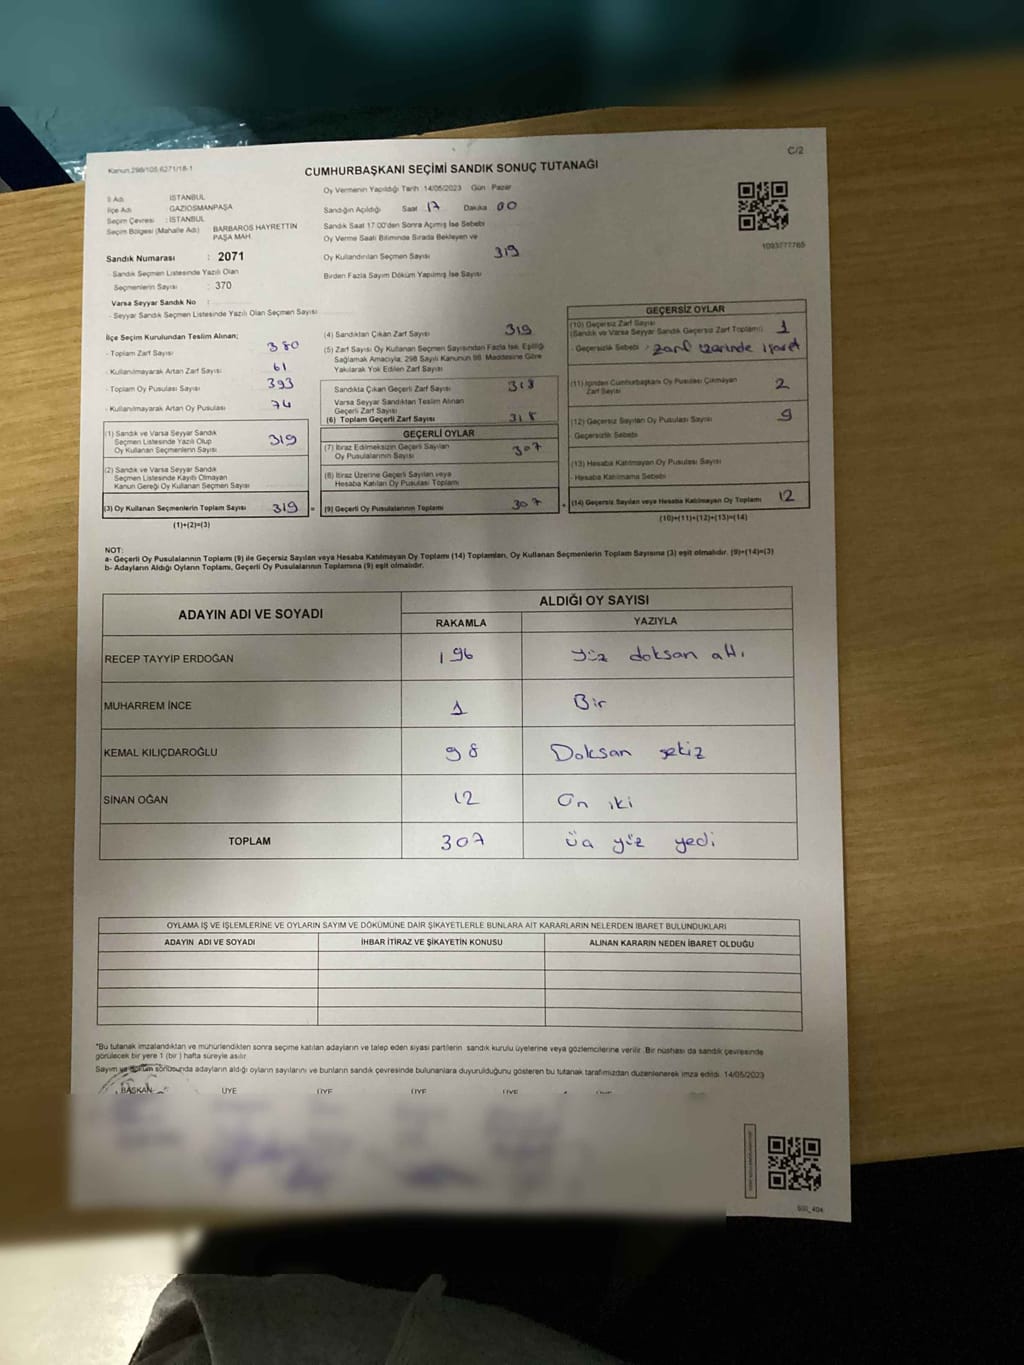 Kanun 298/105.6271/18-1
C/2
CUMHURBAŞKANI SEÇİMİ SANDIK SONUÇ TUTANAĞI
İl Adı : İSTANBUL
İlçe Adı : GAZİOSMANPAŞA
Seçim Çevresi : İSTANBUL
Seçim Bölgesi (Mahalle Adı) BARBAROS HAYRETTİN PAŞA MAH.
Sandık Numarası : 2071
Sandık Seçmen Listesinde Yazılı Olan
Seçmenlerin Sayısı : 370
Varsa Seyyar Sandık No :
- Seyyar Sandık Seçmen Listesinde Yazılı Olan Seçmen Sayısı :
Oy Vermenin Yapıldığı Tarih : 14/05/2023 Gün : Pazar
Sandığın Açıldığı Saat 17 Dakika 00
Sandık Saat 17:00'den Sonra Açılmış İse Sebebi
Oy Verme Saati Bitiminde Sırada Bekleyen ve
Oy Kullandırılan Seçmen Sayısı 319
Birden Fazla Sayım Döküm Yapılmış İse Sayısı
1093777765
İlçe Seçim Kurulundan Teslim Alınan;
- Toplam Zarf Sayısı 380
- Kullanılmayarak Artan Zarf Sayısı 61
- Toplam Oy Pusulası Sayısı 393
- Kullanılmayarak Artan Oy Pusulası 74
(1) Sandık ve Varsa Seyyar Sandık
Seçmen Listesinde Yazılı Olup
Oy Kullanan Seçmenlerin Sayısı 319
(2) Sandık ve Varsa Seyyar Sandık
Seçmen Listesinde Kayıtlı Olmayan
Kanun Gereği Oy Kullanan Seçmen Sayısı
(3) Oy Kullanan Seçmenlerin Toplam Sayısı 319
(1)+(2)=(3)
(4) Sandıktan Çıkan Zarf Sayısı 319
(5) Zarf Sayısı Oy Kullanan Seçmen Sayısından Fazla İse, Eşitliği
Sağlamak Amacıyla; 298 Sayılı Kanunun 98. Maddesine Göre
Yakılarak Yok Edilen Zarf Sayısı
Sandıkta Çıkan Geçerli Zarf Sayısı 318
Varsa Seyyar Sandıktan Teslim Alınan
Geçerli Zarf Sayısı
(6) Toplam Geçerli Zarf Sayısı 318
GEÇERLİ OYLAR
(7) İtiraz Edilmeksizin Geçerli Sayılan
Oy Pusulalarının Sayısı 307
(8) İtiraz Üzerine Geçerli Sayılan veya
Hesaba Katılan Oy Pusulası Toplamı
= (9) Geçerli Oy Pusulalarının Toplamı 307 +
GEÇERSİZ OYLAR
(10) Geçersiz Zarf Sayısı
(Sandık ve Varsa Seyyar Sandık Geçersiz Zarf Toplamı) 1
- Geçersizlik Sebebi : zarf üzerinde işaret
(11) İçinden Cumhurbaşkanı Oy Pusulası Çıkmayan
Zarf Sayısı 2
(12) Geçersiz Sayılan Oy Pusulası Sayısı 9
Geçersizlik Sebebi
(13) Hesaba Katılmayan Oy Pusulası Sayısı
- Hesaba Katılmama Sebebi
(14) Geçersiz Sayılan veya Hesaba Katılmayan Oy Toplamı 12
(10)+(11)+(12)+(13)=(14)
NOT:
a- Geçerli Oy Pusulalarının Toplamı (9) ile Geçersiz Sayılan veya Hesaba Katılmayan Oy Toplamı (14) Toplamları, Oy Kullanan Seçmenlerin Toplam Sayısına (3) eşit olmalıdır. (9)+(14)=(3)
b- Adayların Aldığı Oyların Toplamı, Geçerli Oy Pusulalarının Toplamına (9) eşit olmalıdır.
ADAYIN ADI VE SOYADI ALDIĞI OY SAYISI
RAKAMLA YAZIYLA
RECEP TAYYİP ERDOĞAN 196 yüz doksan altı
MUHARREM İNCE 1 Bir
KEMAL KILIÇDAROĞLU 98 Doksan sekiz
SİNAN OĞAN 12 On iki
TOPLAM 307 üç yüz yedi
OYLAMA İŞ VE İŞLEMLERİNE VE OYLARIN SAYIM VE DÖKÜMÜNE DAİR ŞİKAYETLERLE BUNLARA AİT KARARLARIN NELERDEN İBARET BULUNDUKLARI
ADAYIN ADI VE SOYADI İHBAR İTİRAZ VE ŞİKAYETİN KONUSU ALINAN KARARIN NEDEN İBARET OLDUĞU
*Bu tutanak imzalandıktan ve mühürlendikten sonra seçime katılan adayların ve talep eden siyasi partilerin sandık kurulu üyelerine veya gözlemcilerine verilir. Bir nüshası da sandık çevresinde
görülecek bir yere 1 (bir) hafta süreyle asılır.
Sayım ve döküm sonusunda adayların aldığı oyların sayılarını ve bunların sandık çevresinde bulunanlara duyurulduğunu gösteren bu tutanak tarafımızdan düzenlenerek imza edildi. 14/05/2023
BAŞKAN ÜYE ÜYE ÜYE ÜYE